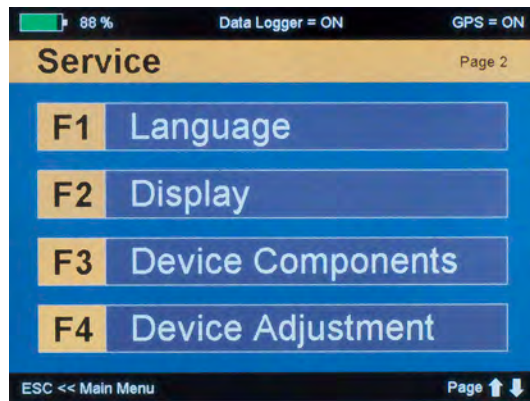 88 % Data Logger = ON GPS = ON
Service Page 2
F1 Language
F2 Display
F3 Device Components
F4 Device Adjustment
ESC << Main Menu Page